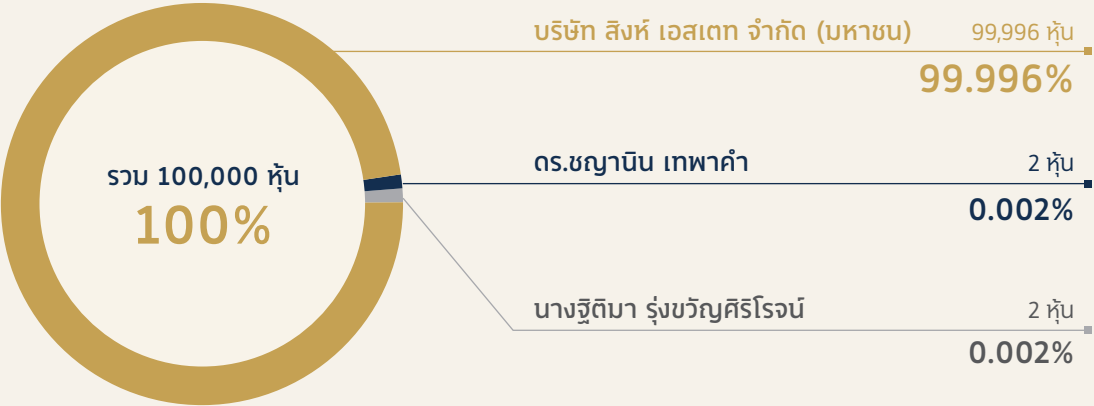 บริษัท สิงห์ เอสเตท จำกัด (มหาชน) 99,996 หุ้น
99.996%
รวม 100,000 หุ้น
100%
ดร.ชญานิน เทพาคำ 2 หุ้น
0.002%
นางฐิติมา รุ่งขวัญศิริโรจน์ 2 หุ้น
0.002%